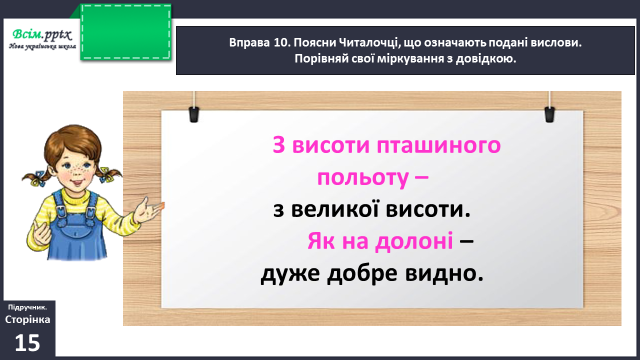 Всім.pptx
Нова українська школа
Вправа 10. Поясни Читалочці, що означають подані вислови.
Порівняй свої міркування з довідкою.
З висоти пташиного
польоту –
з великої висоти.
Як на долоні –
дуже добре видно.
Підручник.
Сторінка
15